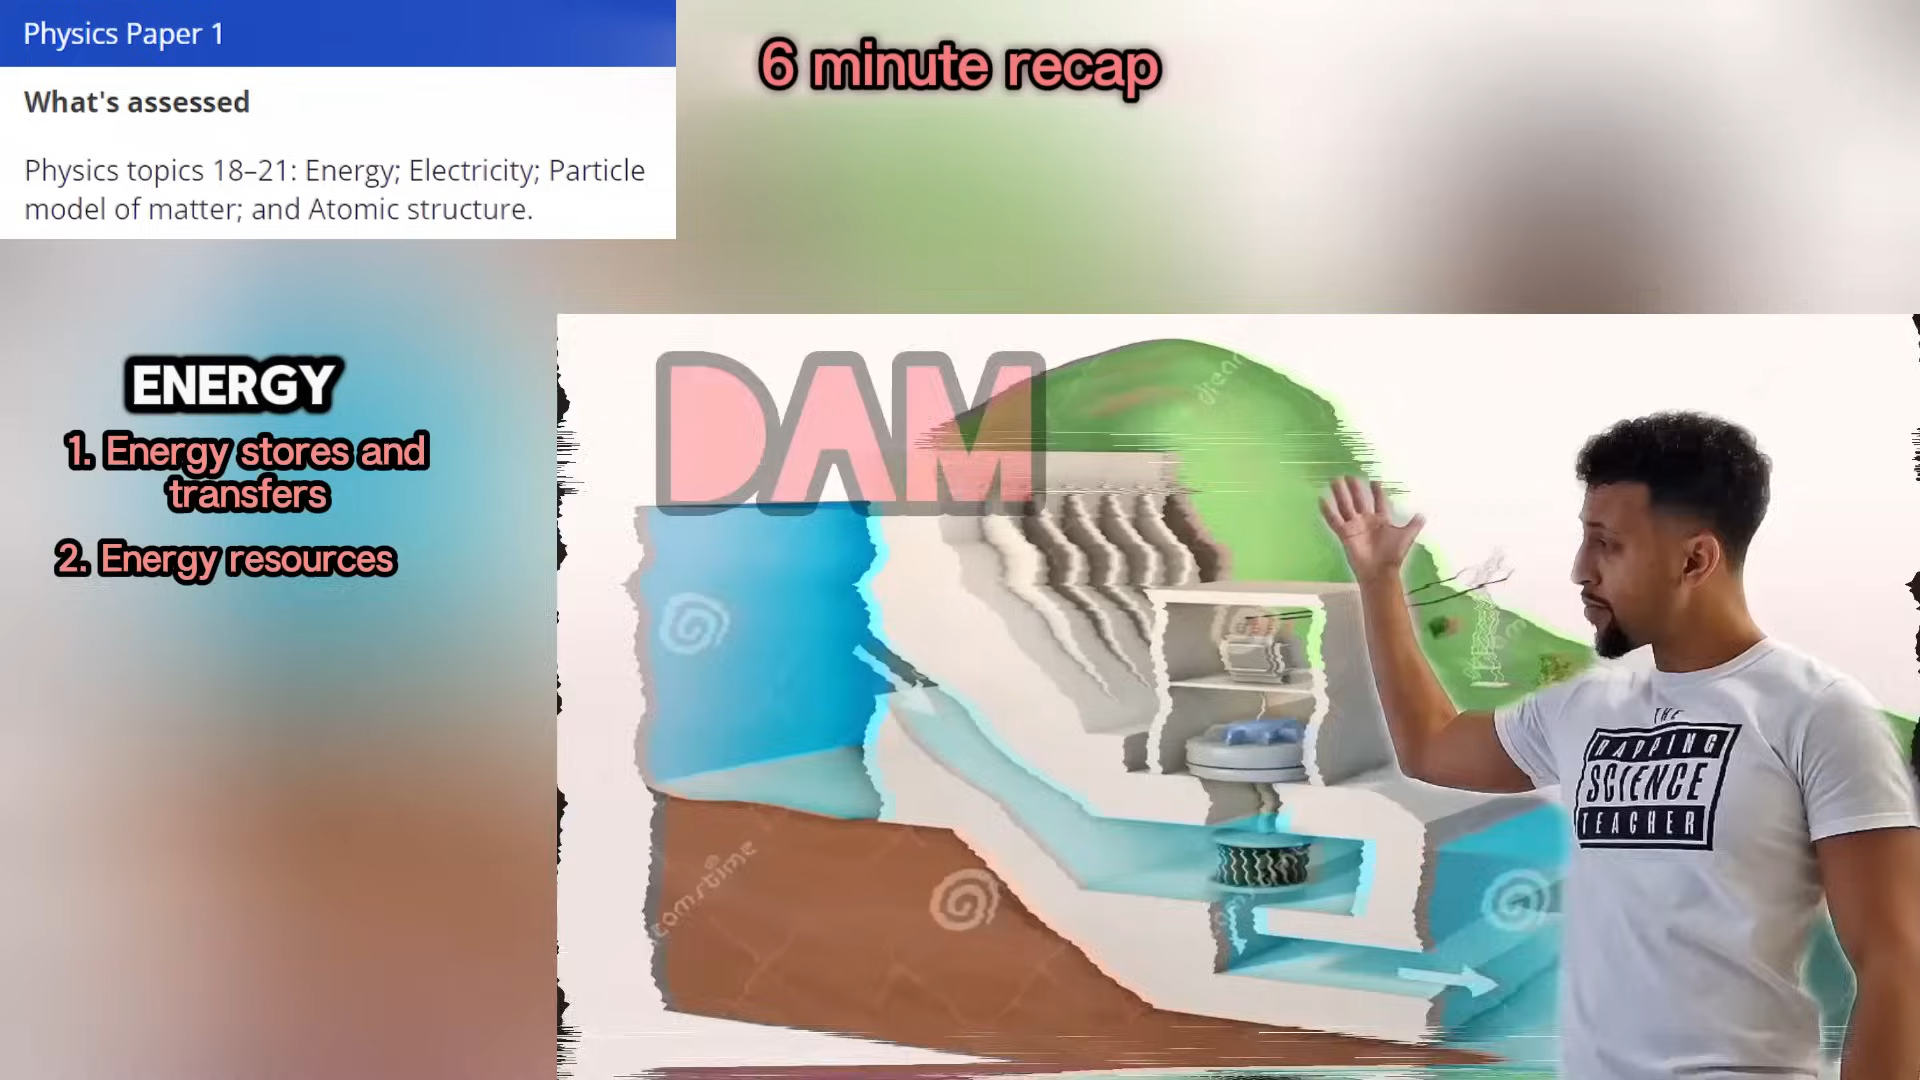 Physics Paper 1
What's assessed
Physics topics 18–21: Energy; Electricity; Particle
model of matter; and Atomic structure.
6 minute recap
ENERGY
1. Energy stores and
transfers
2. Energy resources
DAM
THE
RAPPING
SCIENCE
TEACHER